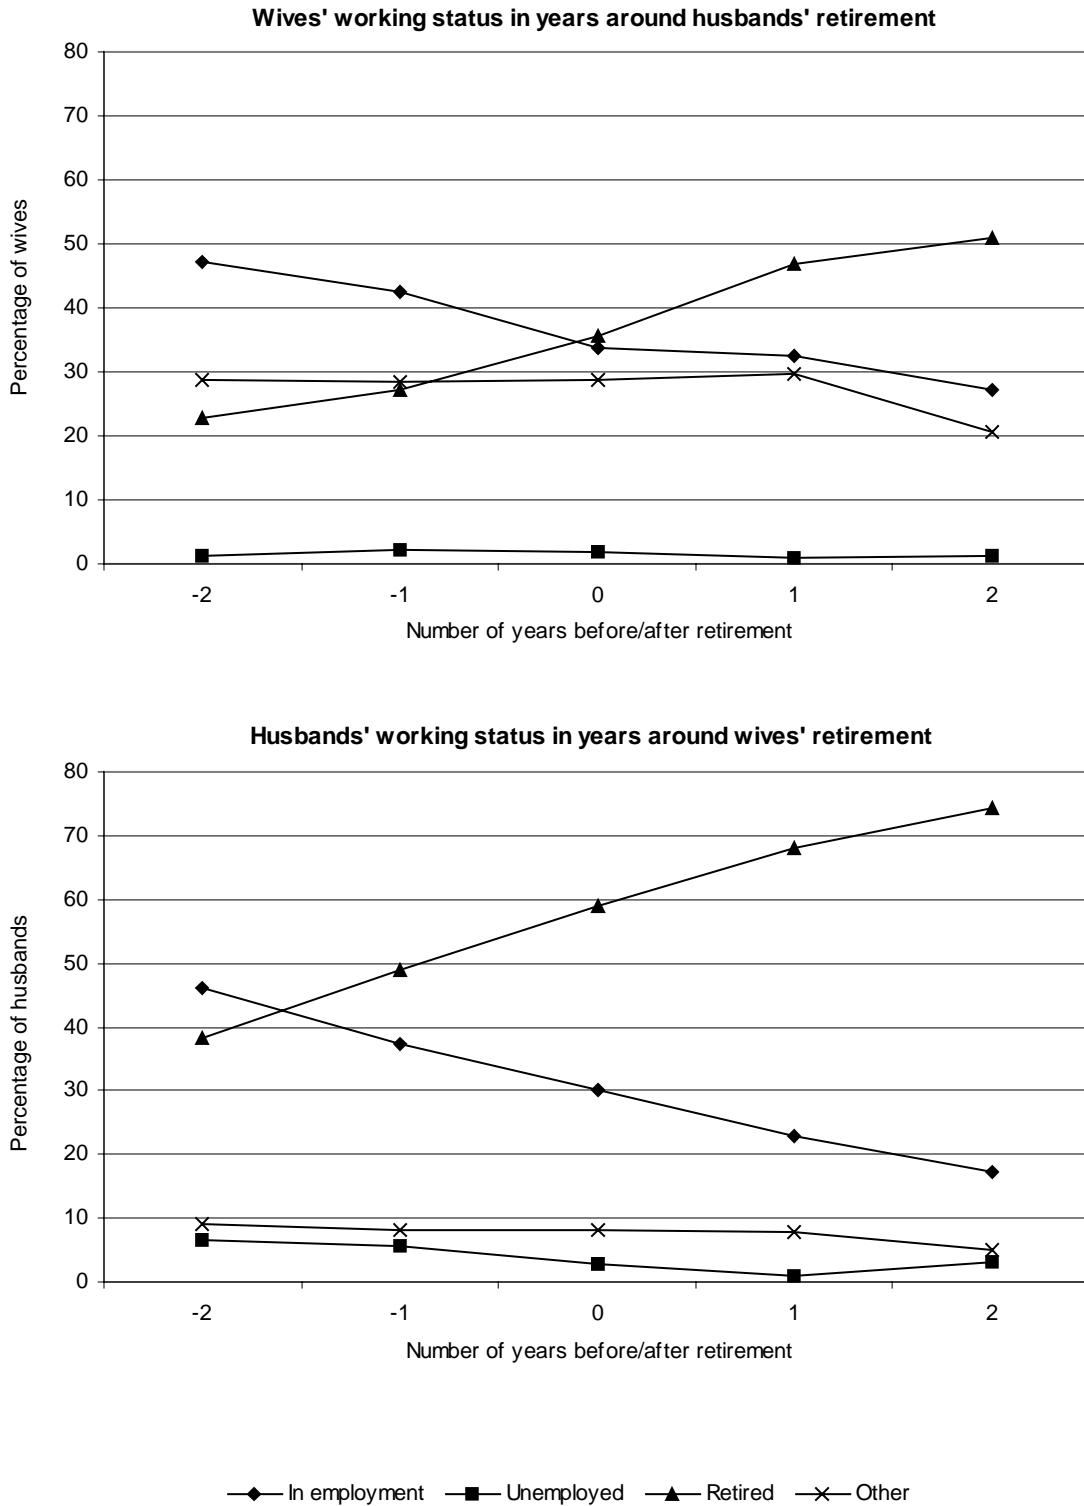 Wives' working status in years around husbands' retirement
80
70
60
50
40
30
20
10
0
Percentage of wives
-2 -1 0 1 2
Number of years before/after retirement
Husbands' working status in years around wives' retirement
80
70
60
50
40
30
20
10
0
Percentage of husbands
-2 -1 0 1 2
Number of years before/after retirement
In employment Unemployed Retired Other